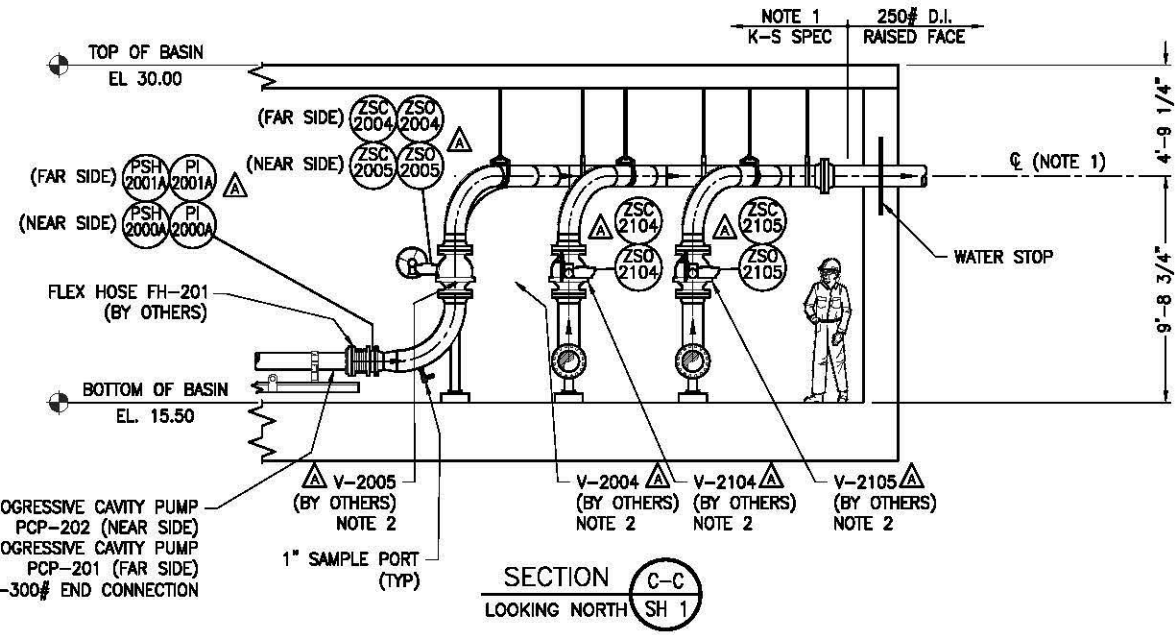 NOTE 1
K-S SPEC
250# D.I.
RAISED FACE
TOP OF BASIN
EL 30.00
4'-9 1/4"
(FAR SIDE)
ZSC
2004
ZSO
2004
A
(NEAR SIDE)
ZSC
2005
ZSO
2005
(FAR SIDE)
PSH
2001A
PI
2001A
A
(NEAR SIDE)
PSH
2000A
PI
2000A
℄ (NOTE 1)
A
ZSC
2104
ZSO
2104
A
ZSC
2105
ZSO
2105
WATER STOP
9'-8 3/4"
FLEX HOSE FH-201
(BY OTHERS)
BOTTOM OF BASIN
EL. 15.50
A
V-2005
(BY OTHERS)
NOTE 2
V-2004
A
(BY OTHERS)
NOTE 2
V-2104
A
(BY OTHERS)
NOTE 2
V-2105
A
(BY OTHERS)
NOTE 2
OGRESSIVE CAVITY PUMP
PCP-202 (NEAR SIDE)
OGRESSIVE CAVITY PUMP
PCP-201 (FAR SIDE)
-300# END CONNECTION
1" SAMPLE PORT
(TYP)
SECTION
LOOKING NORTH
C-C
SH 1